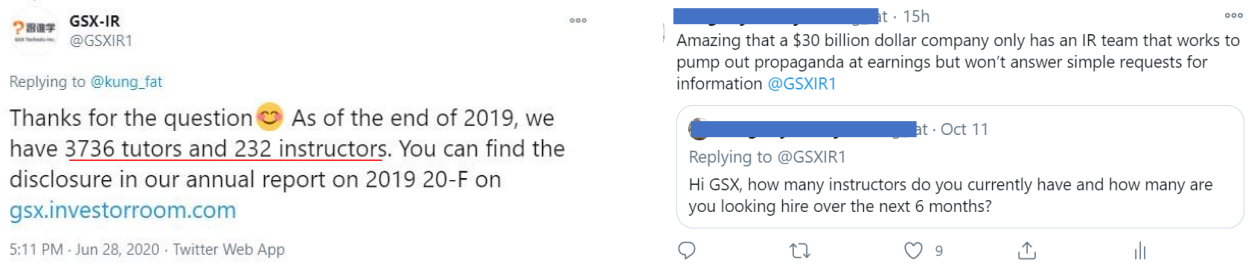 GSX-IR
@GSXIR1
Replying to @kung_fat
Thanks for the question😊 As of the end of 2019, we
have 3736 tutors and 232 instructors. You can find the
disclosure in our annual report on 2019 20-F on
gsx.investorroom.com
5:11 PM · Jun 28, 2020 · Twitter Web App
at · 15h
Amazing that a $30 billion dollar company only has an IR team that works to
pump out propaganda at earnings but won’t answer simple requests for
information @GSXIR1
at · Oct 11
Replying to @GSXIR1
Hi GSX, how many instructors do you currently have and how many are
you looking hire over the next 6 months?
9